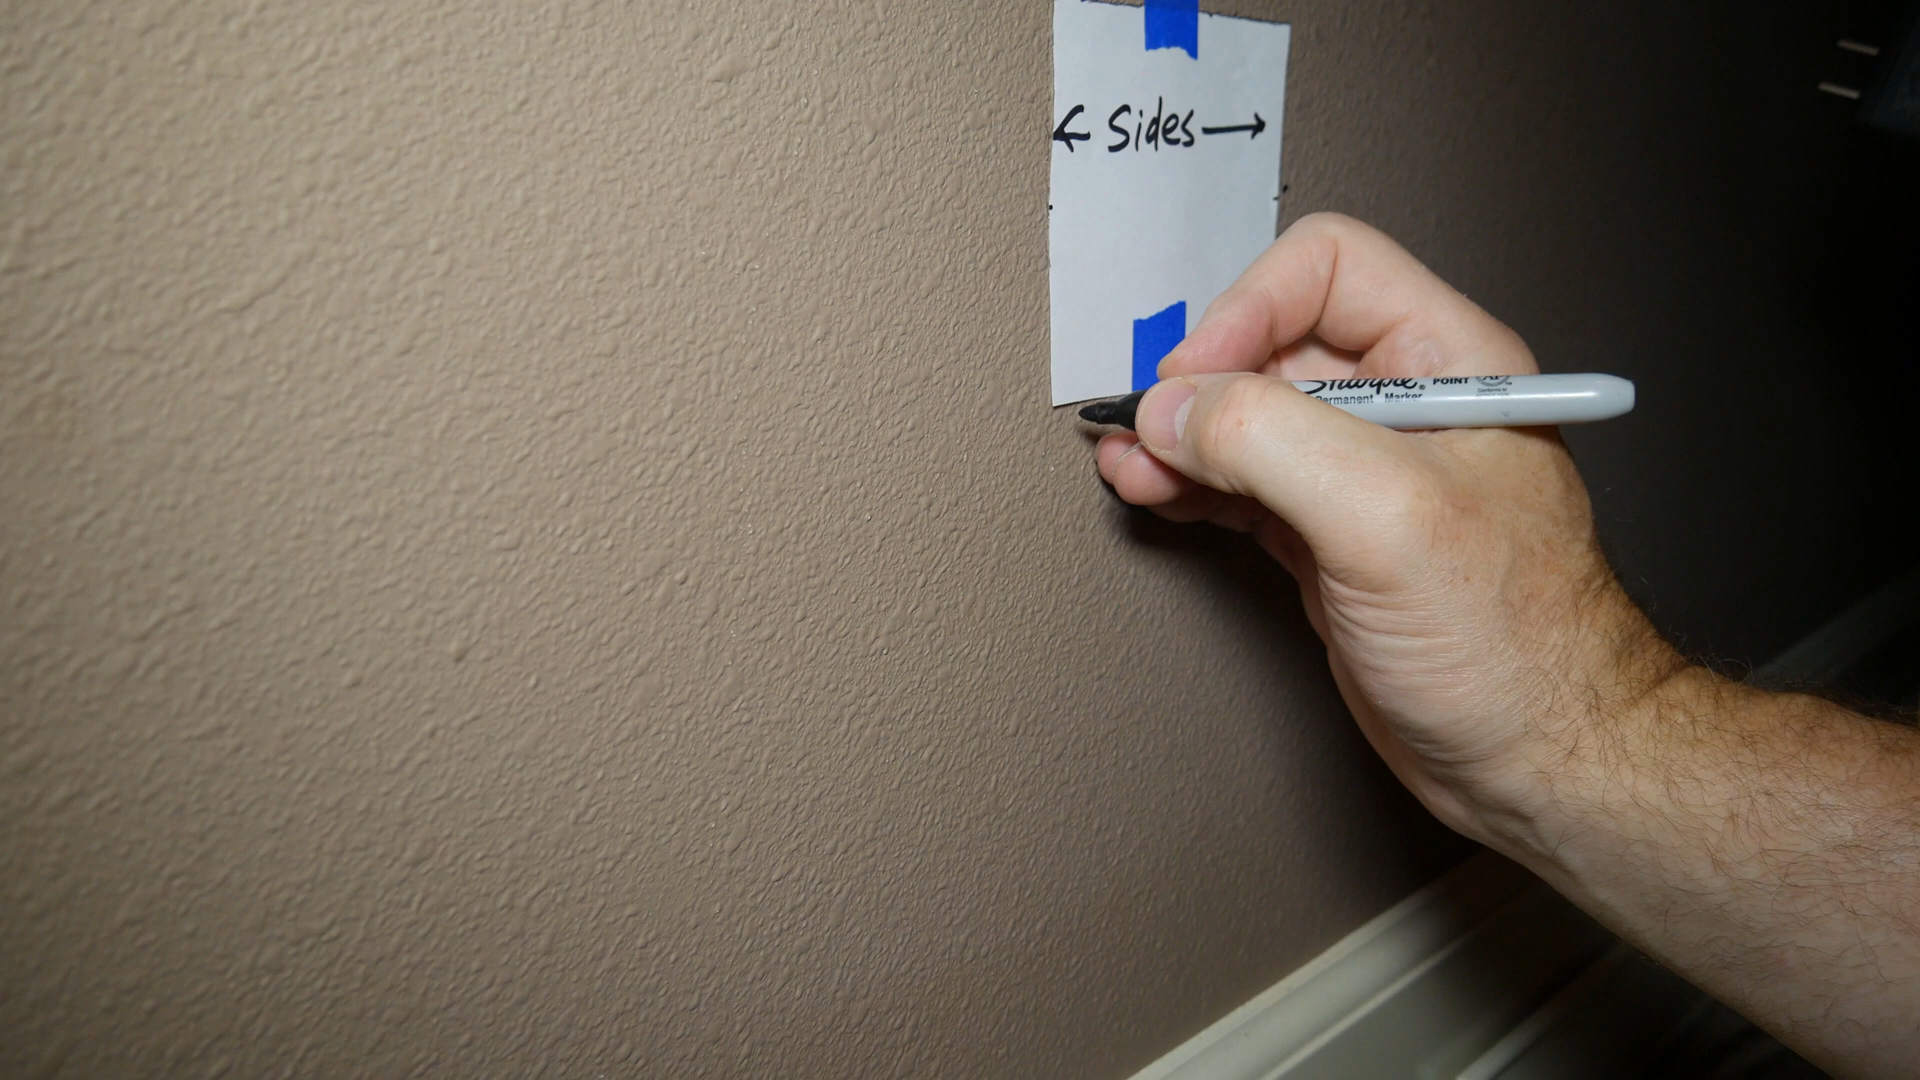 ← Sides →
Sharpie® POINT
Permanent Marker